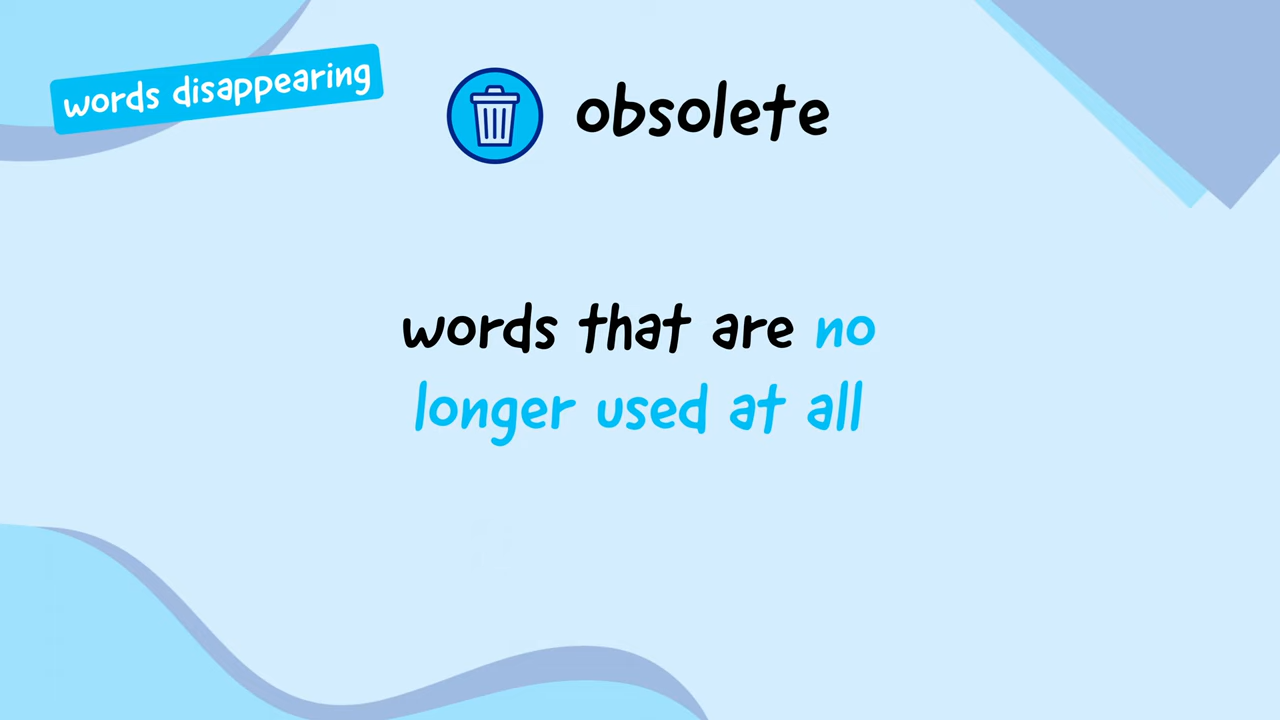 words disappearing
obsolete
words that are no
longer used at all